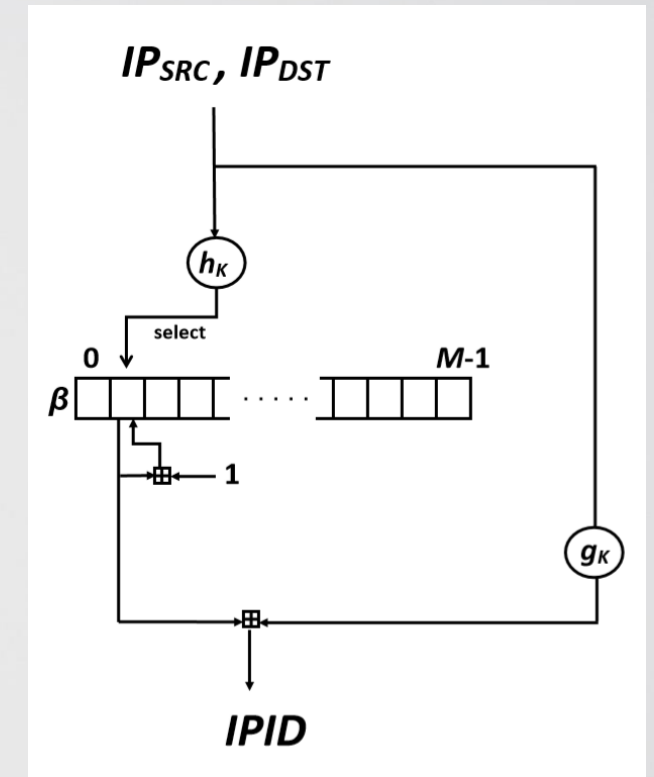 IPSRC, IPDST
hK
select
0 M-1
β
. . . . .
1
gK
IPID